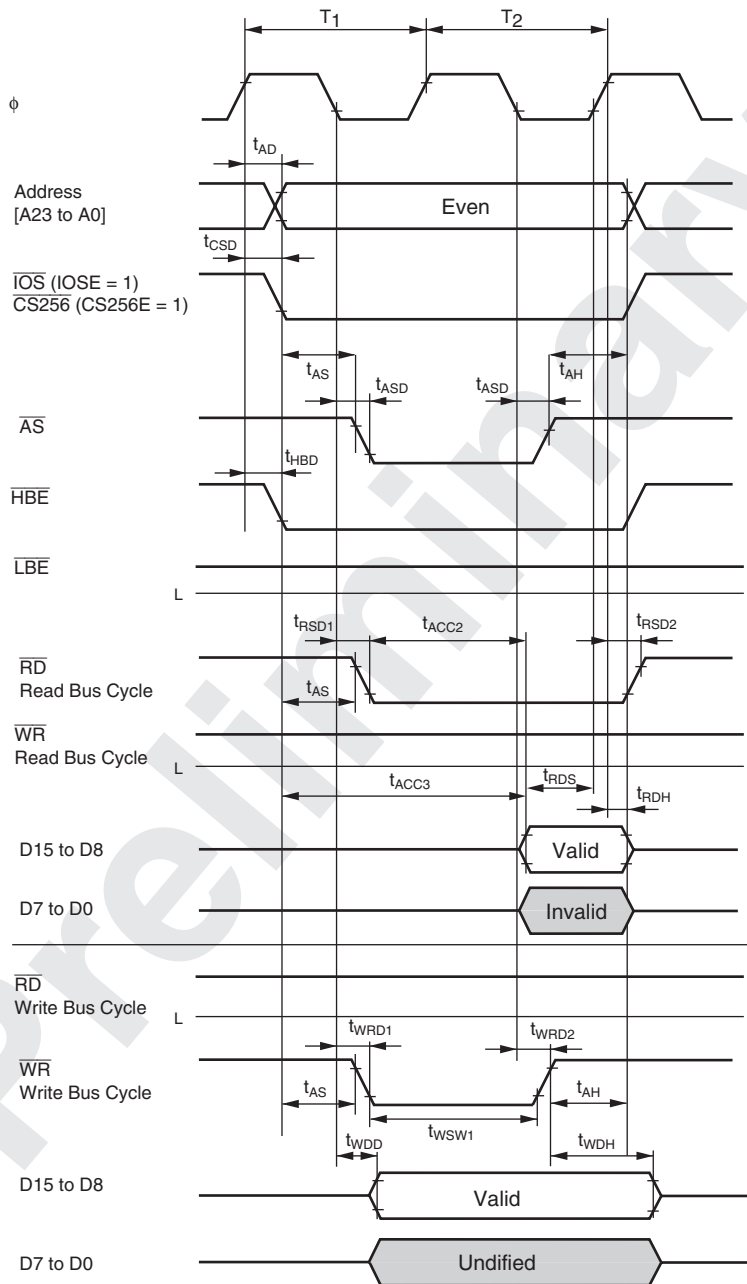 T1 T2
φ
tAD
Address
[A23 to A0]
Even
tCSD
IOS (IOSE = 1)
CS256 (CS256E = 1)
tAS tASD tASD tAH
AS
tHBD
HBE
LBE
L
tRSD1 tACC2 tRSD2
RD
Read Bus Cycle
tAS
WR
Read Bus Cycle
L
tACC3 tRDS tRDH
D15 to D8
Valid
D7 to D0
Invalid
RD
Write Bus Cycle
L
tWRD1 tWRD2
WR
Write Bus Cycle
tAS tAH
tWSW1
tWDD tWDH
D15 to D8
Valid
D7 to D0
Undified
Preliminary